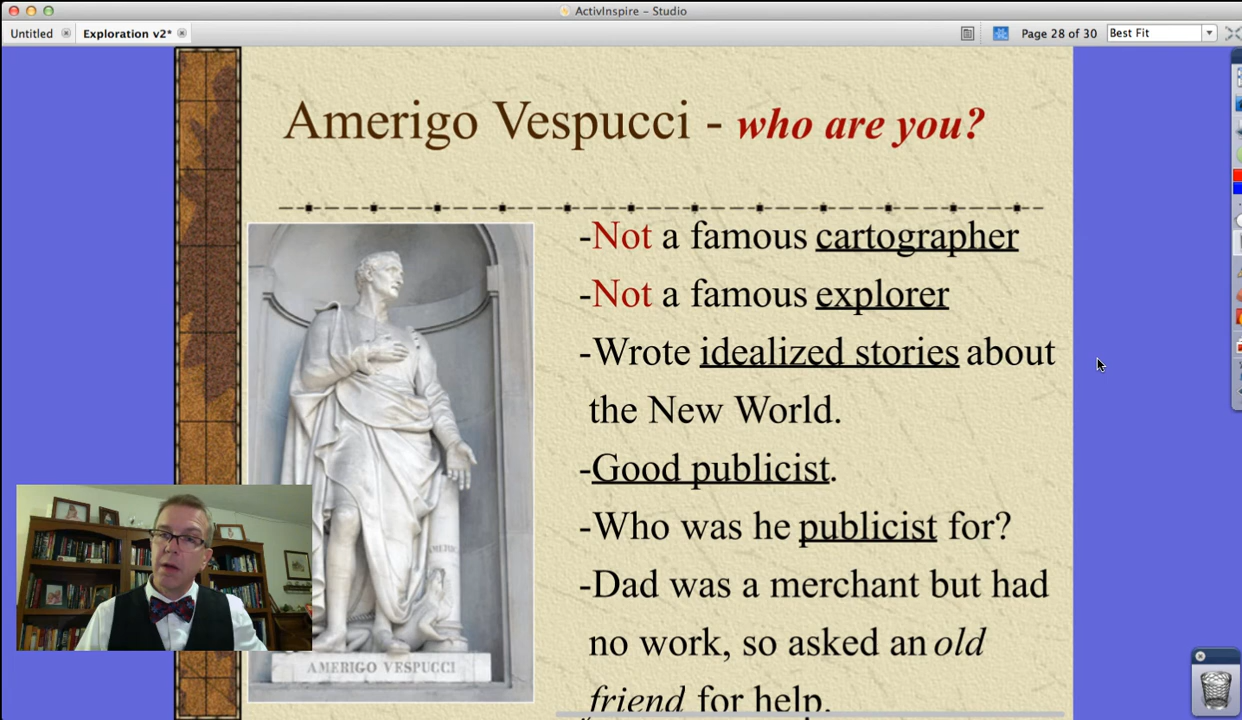 ActivInspire - Studio
Untitled
Exploration v2*
Page 28 of 30
Best Fit
Amerigo Vespucci - who are you?
-Not a famous cartographer
-Not a famous explorer
-Wrote idealized stories about
the New World.
-Good publicist.
-Who was he publicist for?
-Dad was a merchant but had
no work, so asked an old
friend for help.
AMERIGO VESPUCCI